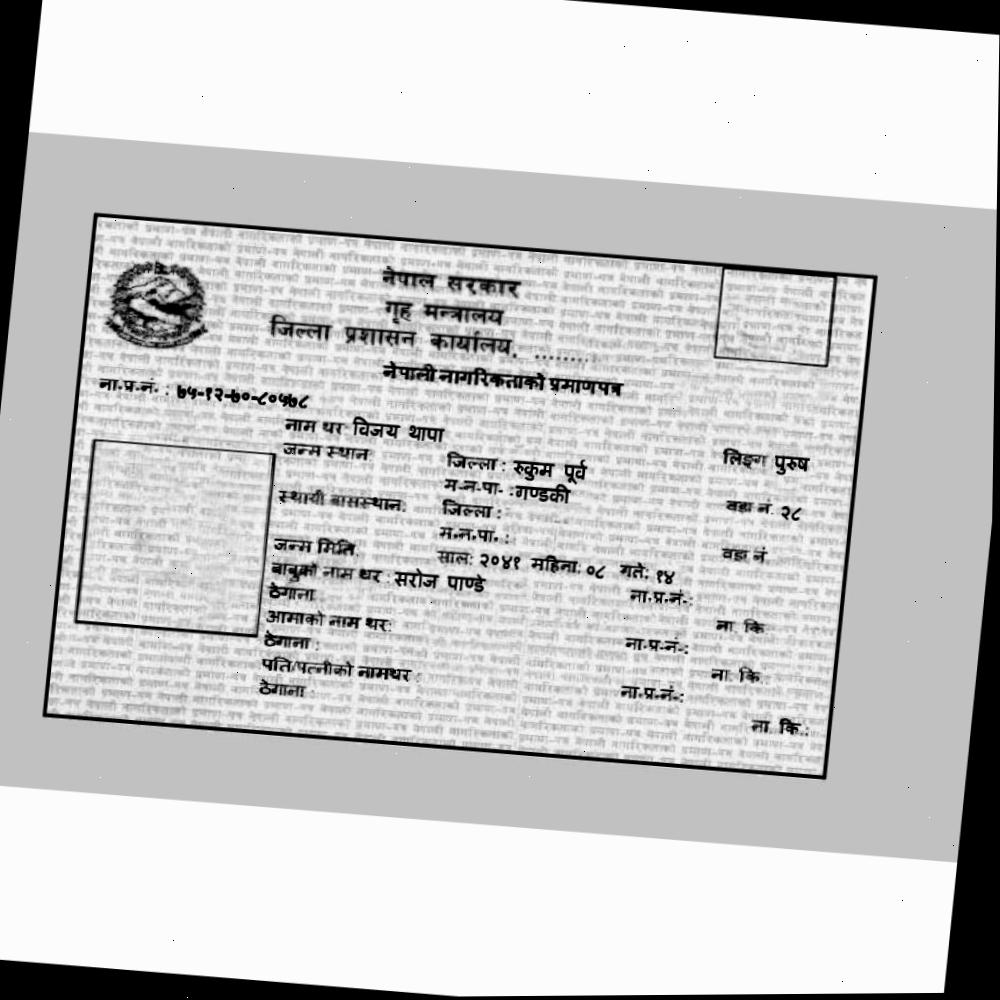 नेपाल सरकार
गृह मन्त्रालय
जिल्ला प्रशासन कार्यालय. ........
नेपाली नागरिकताको प्रमाणपत्र
ना.प्र.नं. : ७५-१२-७०-८०५७८
नाम थर: विजय थापा
लिङ्ग पुरुष
जन्म स्थान: जिल्ला : रुकुम पूर्व
म.न.पा. : गण्डकी वडा नं. २८
स्थायी बासस्थान: जिल्ला :
म.न.पा. : वडा नं
जन्म मिति: साल: २०४१ महिना: ०८ गते: १४
बाबुको नाम थर : सरोज पाण्डे ना.प्र.नं.:
ठेगाना : ना. कि.
आमाको नाम थर: ना.प्र.नं.:
ठेगाना : ना. कि.:
पति/पत्नीको नामथर : ना.प्र.नं.:
ठेगाना : ना. कि.: